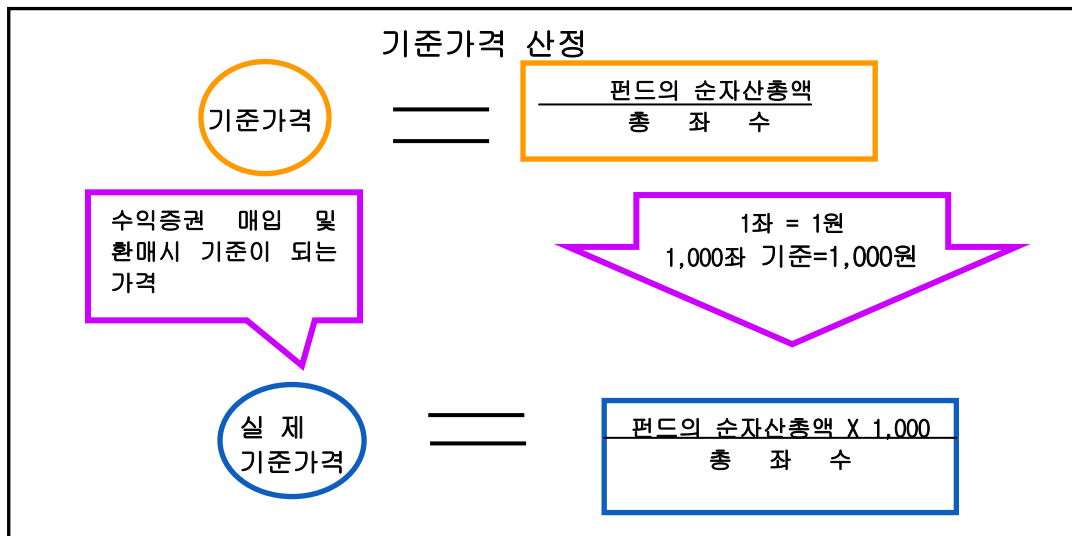 기준가격 산정
기준가격
펀드의 순자산총액
총 좌 수
수익증권 매입 및
환매시 기준이 되는
가격
1좌 = 1원
1,000좌 기준=1,000원
실 제
기준가격
펀드의 순자산총액 X 1,000
총 좌 수